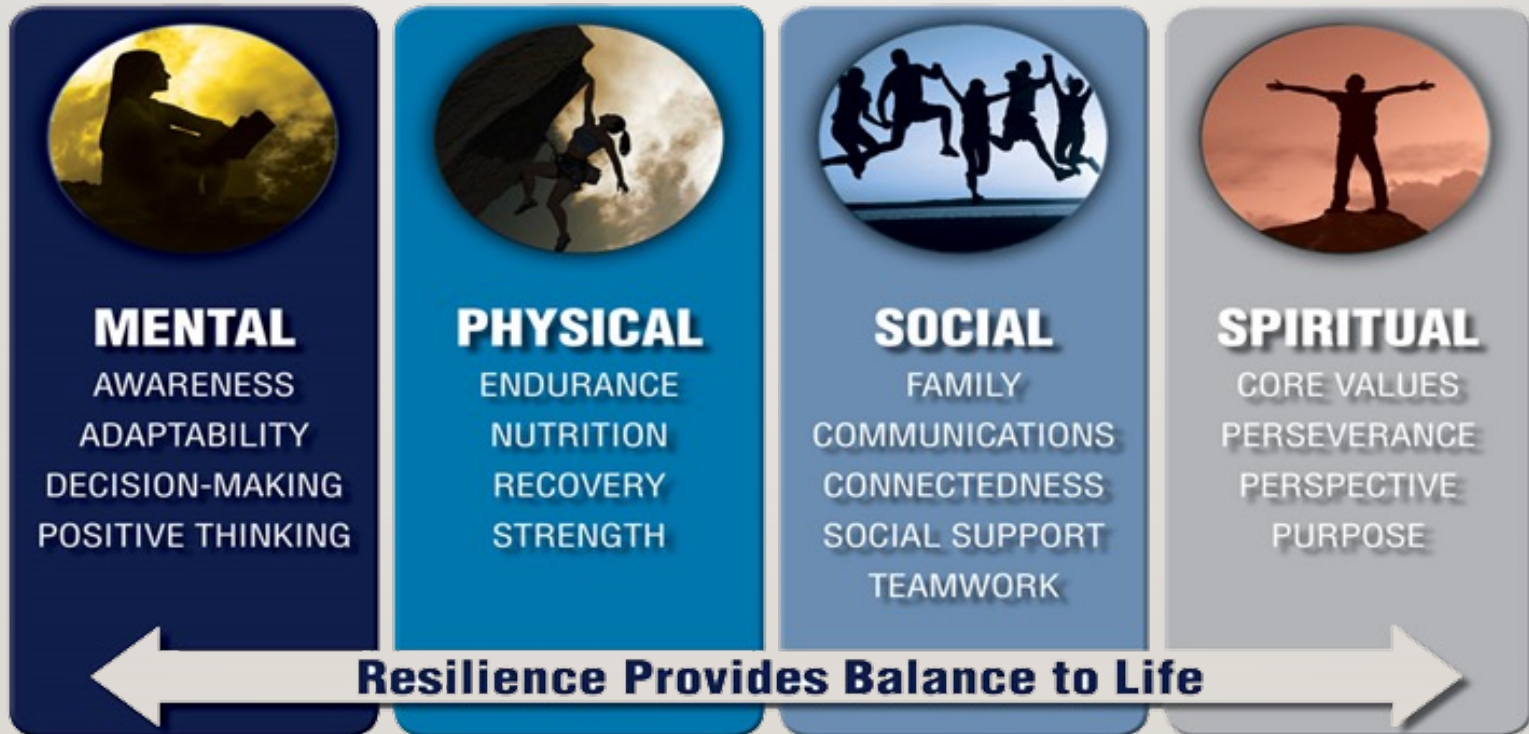 MENTAL
AWARENESS
ADAPTABILITY
DECISION-MAKING
POSITIVE THINKING
PHYSICAL
ENDURANCE
NUTRITION
RECOVERY
STRENGTH
SOCIAL
FAMILY
COMMUNICATIONS
CONNECTEDNESS
SOCIAL SUPPORT
TEAMWORK
SPIRITUAL
CORE VALUES
PERSEVERANCE
PERSPECTIVE
PURPOSE
Resilience Provides Balance to Life